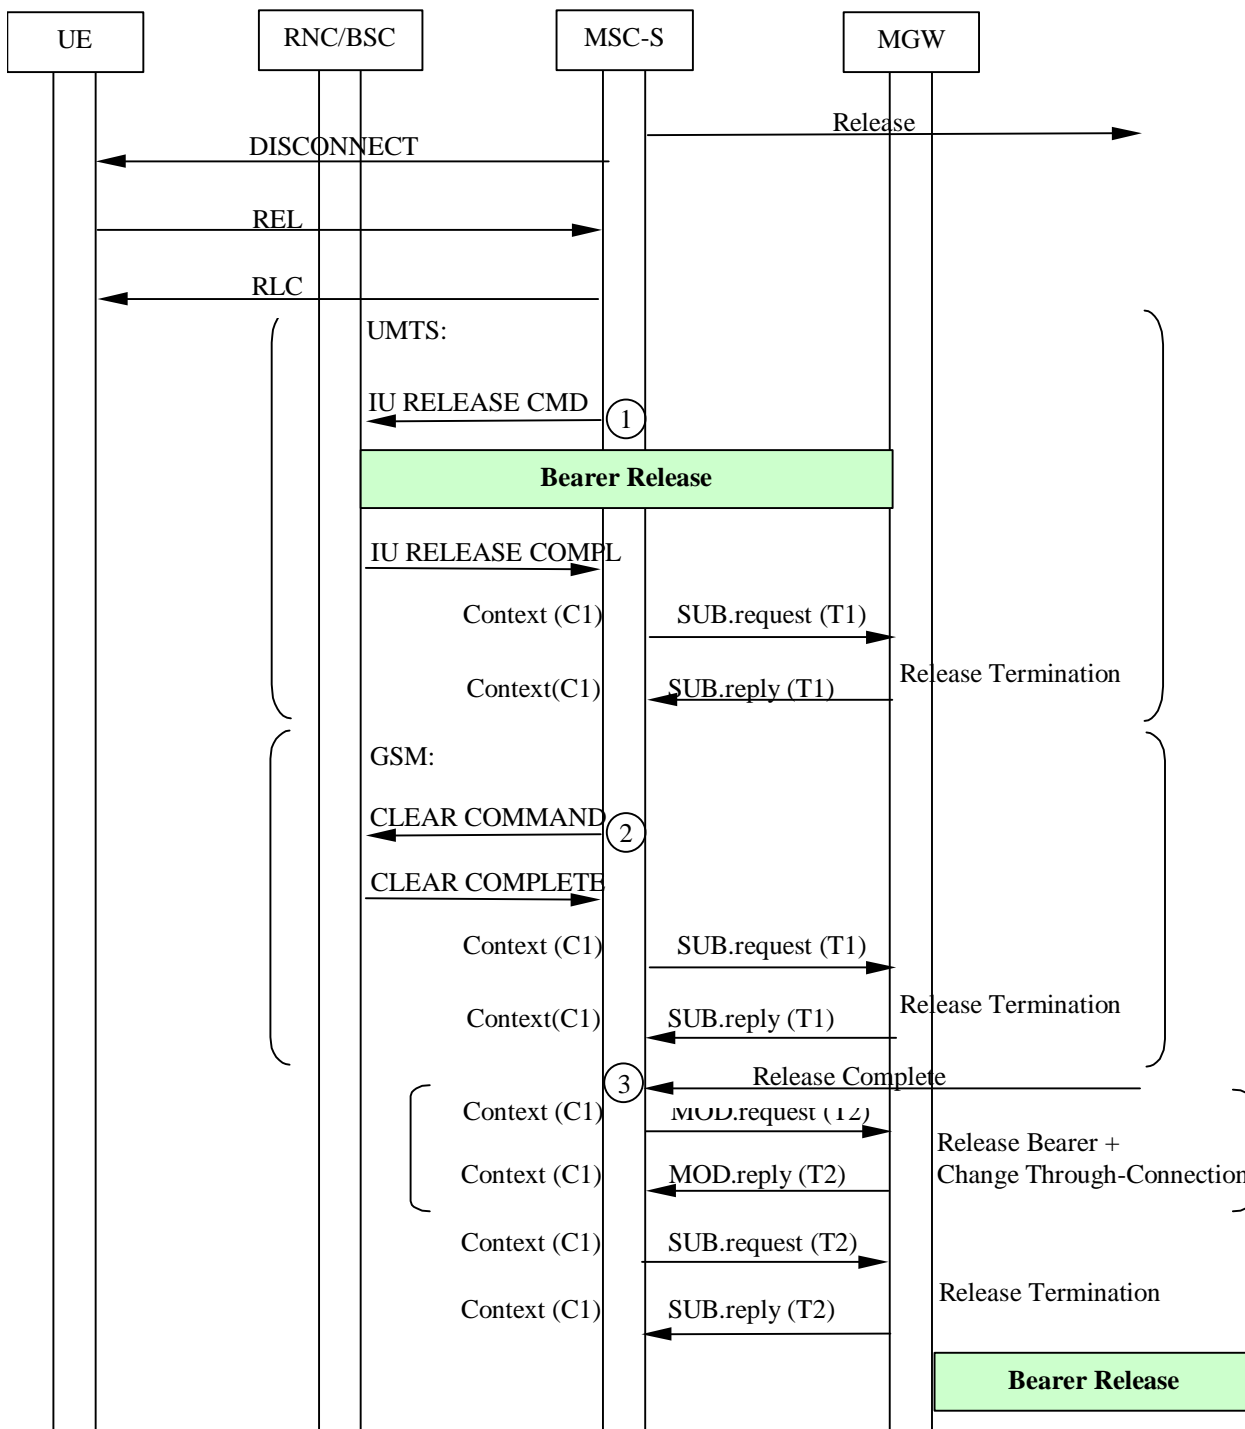 UE
RNC/BSC
MSC-S
MGW
Release
DISCONNECT
REL
RLC
UMTS:
IU RELEASE CMD
1
Bearer Release
IU RELEASE COMPL
Context (C1)
SUB.request (T1)
Release Termination
Context(C1)
SUB.reply (T1)
GSM:
CLEAR COMMAND
2
CLEAR COMPLETE
Context (C1)
SUB.request (T1)
Release Termination
Context(C1)
SUB.reply (T1)
3
Release Complete
Context (C1)
MOD.request (T2)
Release Bearer +
Change Through-Connection
Context (C1)
MOD.reply (T2)
Context (C1)
SUB.request (T2)
Release Termination
Context (C1)
SUB.reply (T2)
Bearer Release